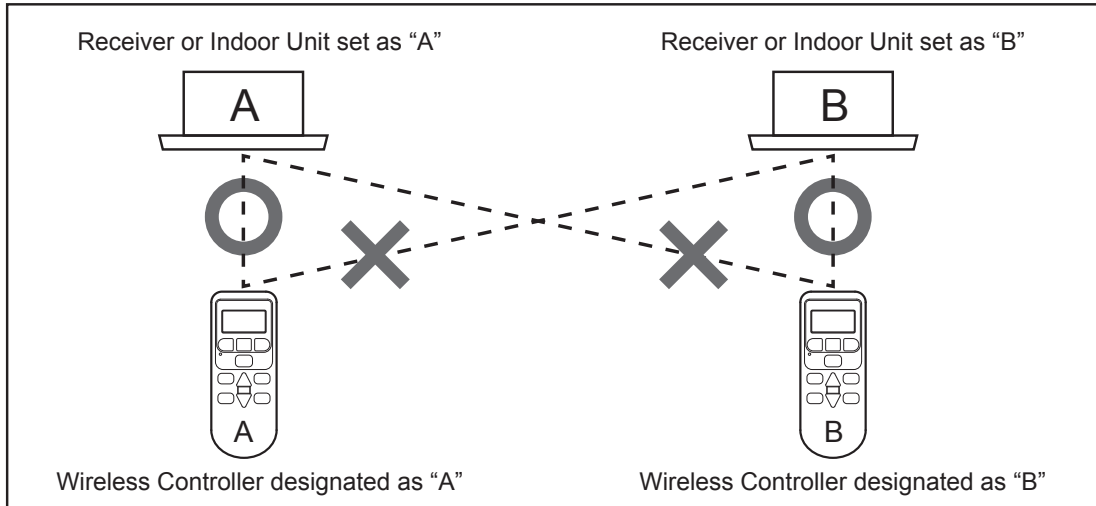 Receiver or Indoor Unit set as “A”
Receiver or Indoor Unit set as “B”
A
B
A
B
Wireless Controller designated as “A”
Wireless Controller designated as “B”